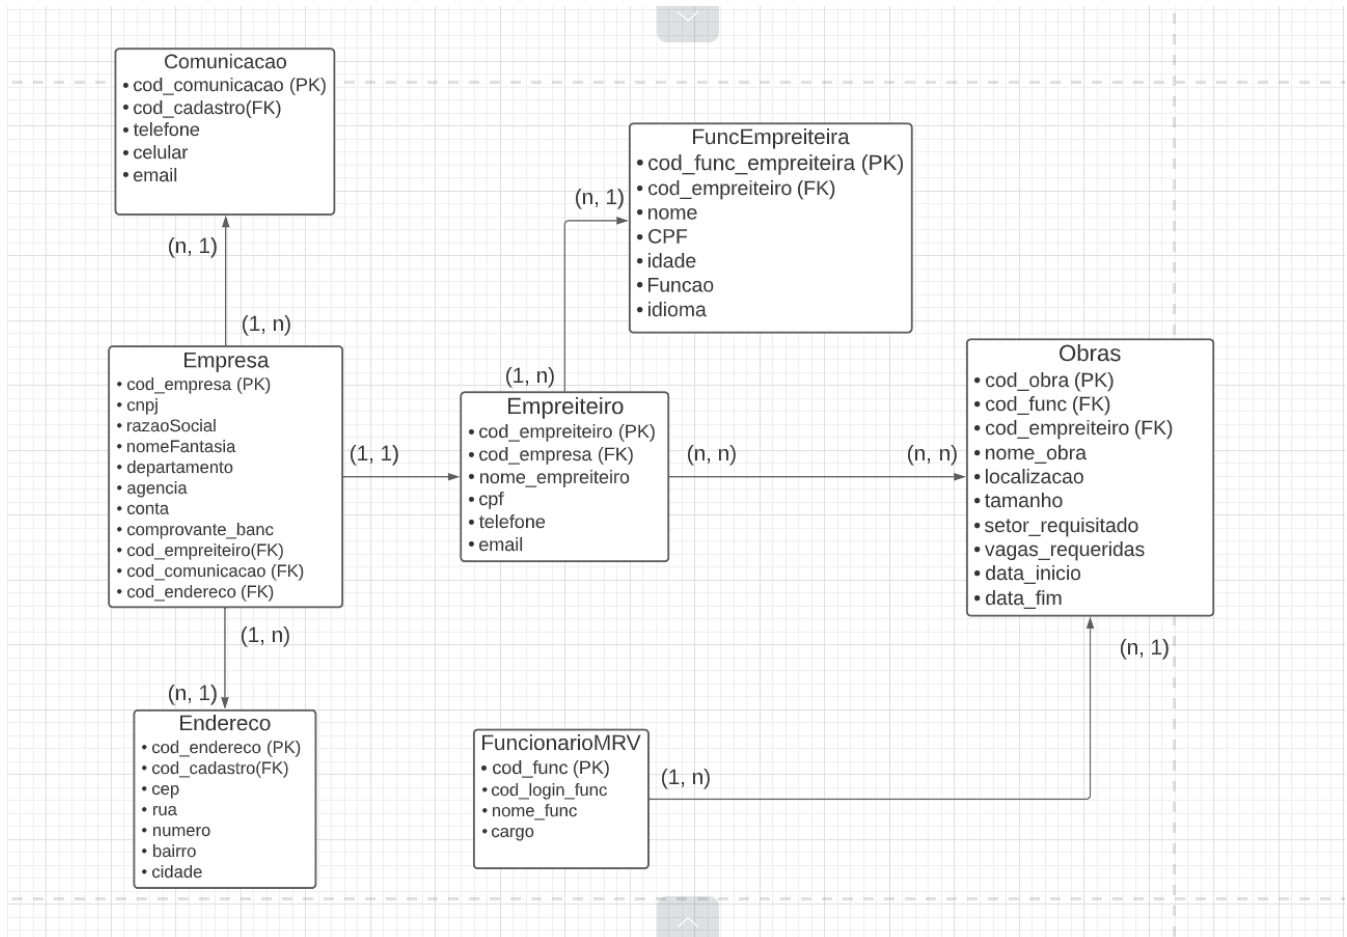 Comunicacao
• cod_comunicacao (PK)
• cod_cadastro(FK)
• telefone
• celular
• email
(n, 1)
(1, n)
FuncEmpreiteira
• cod_func_empreiteira (PK)
• cod_empreiteiro (FK)
• nome
• CPF
• idade
• Funcao
• idioma
(n, 1)
(1, n)
Empresa
• cod_empresa (PK)
• cnpj
• razaoSocial
• nomeFantasia
• departamento
• agencia
• conta
• comprovante_banc
• cod_empreiteiro(FK)
• cod_comunicacao (FK)
• cod_endereco (FK)
(1, 1)
Empreiteiro
• cod_empreiteiro (PK)
• cod_empresa (FK)
• nome_empreiteiro
• cpf
• telefone
• email
(n, n)
(n, n)
Obras
• cod_obra (PK)
• cod_func (FK)
• cod_empreiteiro (FK)
• nome_obra
• localizacao
• tamanho
• setor_requisitado
• vagas_requeridas
• data_inicio
• data_fim
(n, 1)
(1, n)
(n, 1)
Endereco
• cod_endereco (PK)
• cod_cadastro(FK)
• cep
• rua
• numero
• bairro
• cidade
FuncionarioMRV
• cod_func (PK)
• cod_login_func
• nome_func
• cargo
(1, n)